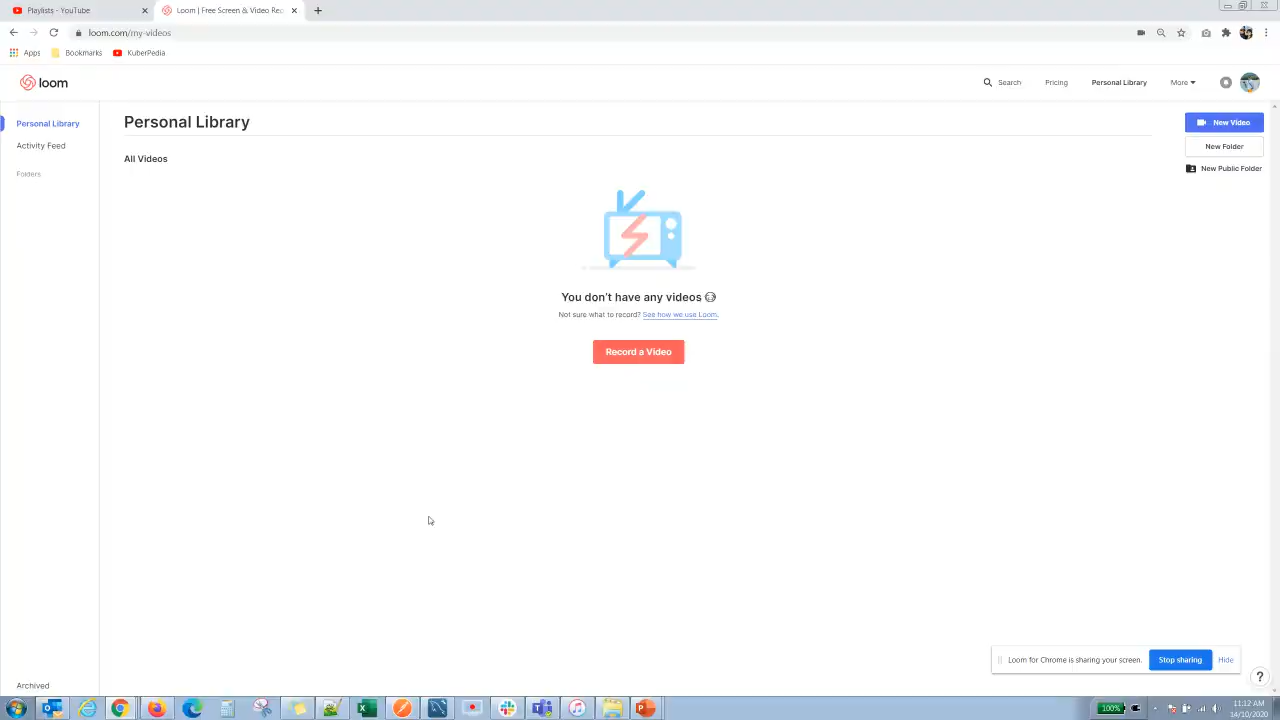 Playlists - YouTube
Loom | Free Screen & Video Rec
loom.com/my-videos
Apps
Bookmarks
KuberPedia
loom
Search
Pricing
Personal Library
More
Personal Library
Activity Feed
Folders
Personal Library
All Videos
New Video
New Folder
New Public Folder
You don't have any videos
Not sure what to record? See how we use Loom.
Record a Video
Loom for Chrome is sharing your screen.
Stop sharing
Hide
?
Archived
100%
11:12 AM
14/10/2020